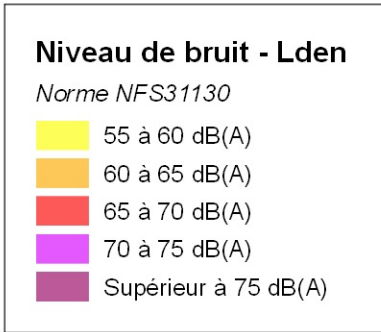 Niveau de bruit - Lden
Norme NFS31130
55 à 60 dB(A)
60 à 65 dB(A)
65 à 70 dB(A)
70 à 75 dB(A)
Supérieur à 75 dB(A)